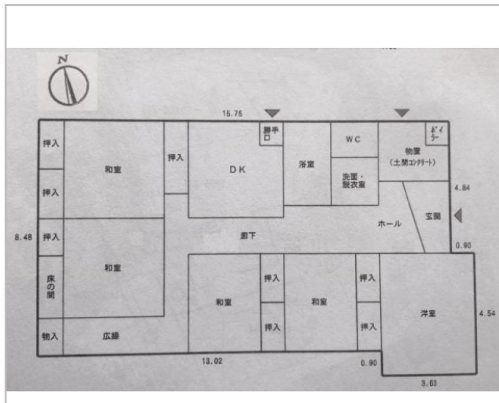 N
15.75
押入
和室
押入
DK
勝手
口
浴室
WC
洗面・
脱衣室
物置
(土間コンクリート)
ボイ
ラー
押入
4.84
8.48
押入
和室
廊下
ホール
玄関
0.90
床の間
和室
押入
和室
押入
洋室
4.54
押入
押入
物入
広縁
13.02
0.90
3.63